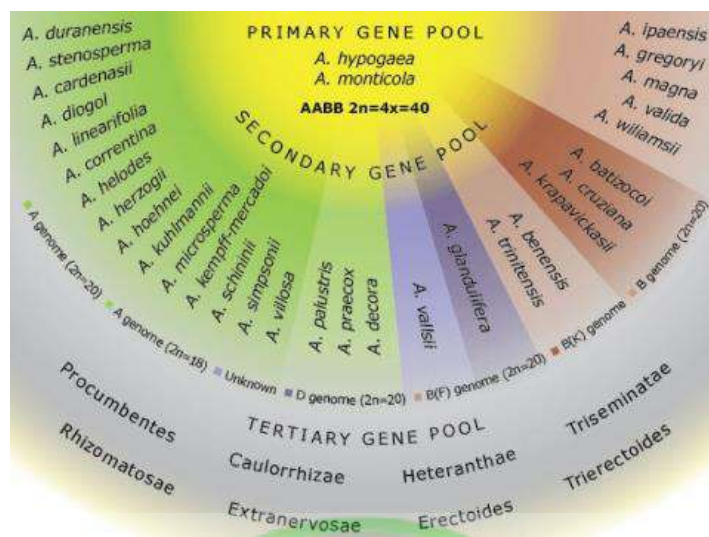 PRIMARY GENE POOL
A. hypogaea
A. monticola
AABB 2n=4x=40
SECONDARY GENE POOL
A. duranensis
A. stenosperma
A. cardenasii
A. diogoi
A. linearifolia
A. correntina
A. helodes
A. herzogii
A. hoehnei
A. kuhlmannii
A. microsperma
A. kempff-mercadoi
A. schininii
A. simpsonii
A. villosa
A. palustris
A. praecox
A. decora
A. vallsii
A. glandulifera
A. trinitensis
A. benensis
A. krapavickasii
A. cruziana
A. batizocoi
A. wiliamsii
A. valida
A. magna
A. gregoryi
A. ipaensis
A genome (2n=20)
A genome (2n=18)
Unknown
D genome (2n=20)
B(F) genome (2n=20)
B(K) genome
B genome (2n=20)
TERTIARY GENE POOL
Procumbentes
Caulorrhizae
Heteranthae
Triseminatae
Rhizomatosae
Extranervosae
Erectoides
Trierectoides